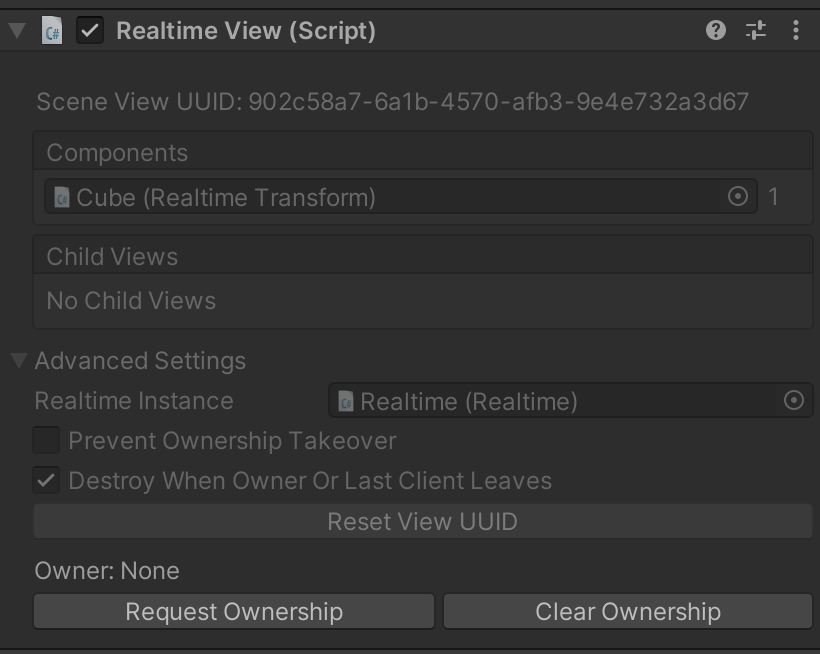 Realtime View (Script)
Scene View UUID: 902c58a7-6a1b-4570-afb3-9e4e732a3d67
Components
Cube (Realtime Transform) 1
Child Views
No Child Views
Advanced Settings
Realtime Instance Realtime (Realtime)
Prevent Ownership Takeover
Destroy When Owner Or Last Client Leaves
Reset View UUID
Owner: None
Request Ownership Clear Ownership